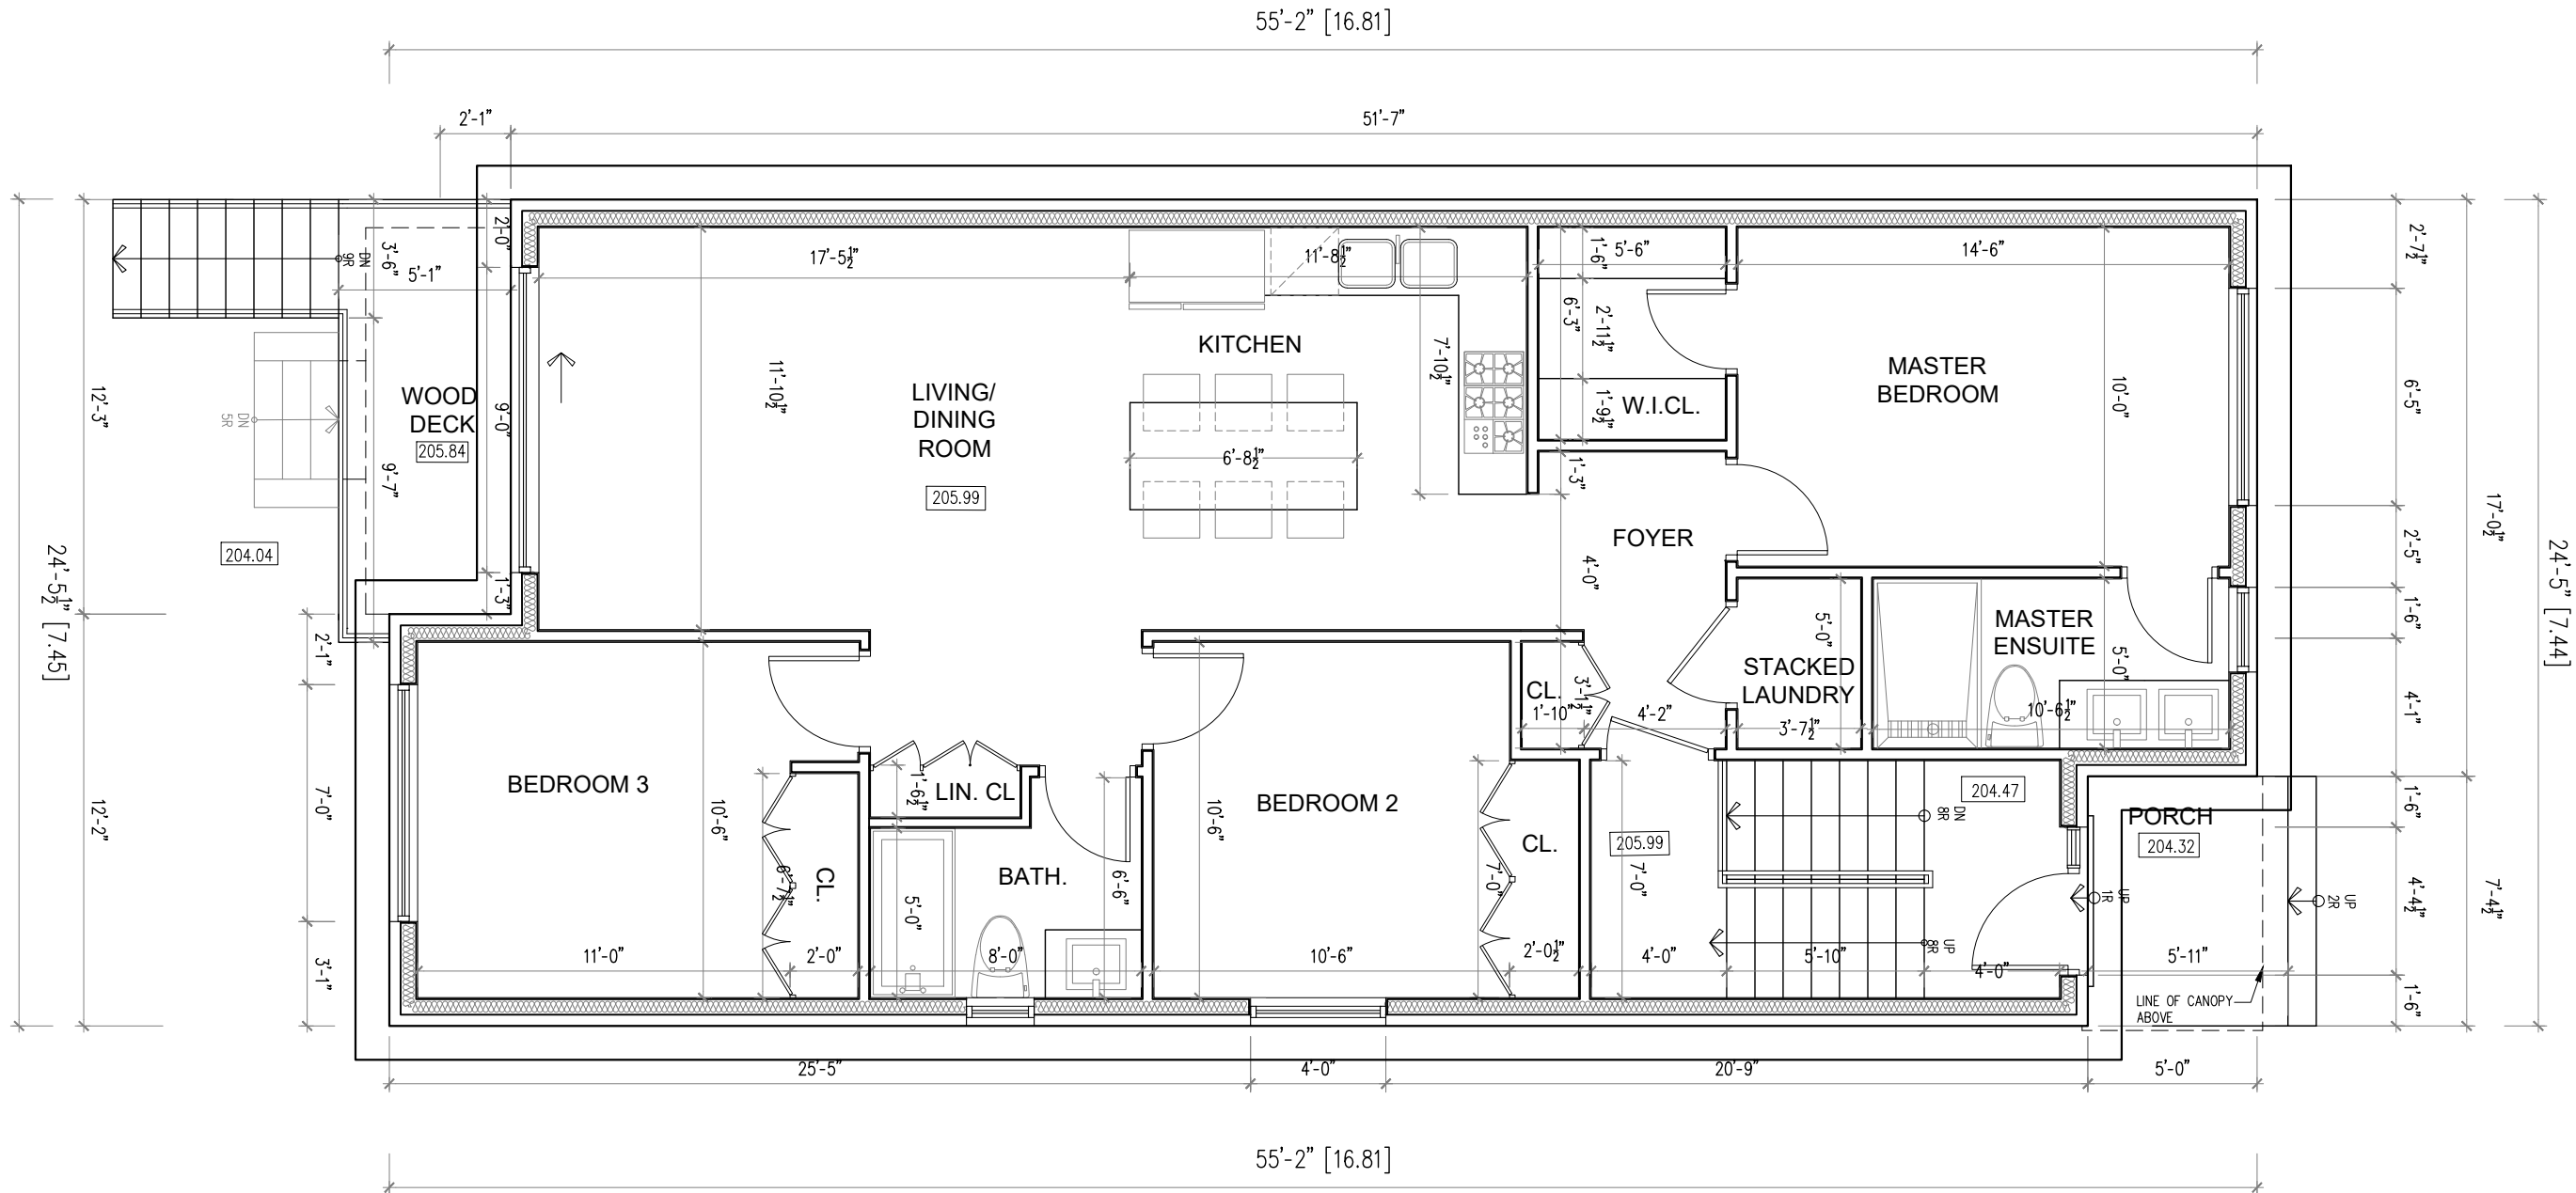 55'-2" [16.81]
2'-1"
51'-7"
2'-0"
3'-6"
DN
9R
5'-1"
17'-5½"
11'-8½"
1'-6"
5'-6"
14'-6"
2'-7½"
6'-3"
2'-11½"
KITCHEN
7'-10½"
MASTER
BEDROOM
10'-0"
6'-5"
12'-3"
WOOD
DECK
205.84
9'-0"
11'-10½"
LIVING/
DINING
ROOM
205.99
1'-9½"
W.I.CL.
DN
5R
9'-7"
6'-8½"
1'-3"
17'-0½"
204.04
FOYER
2'-5"
24'-5½" [7.45]
1'-3"
4'-0"
24'-5" [7.44]
1'-6"
2'-1"
5'-0"
MASTER
ENSUITE
5'-0"
STACKED
LAUNDRY
CL.
3'-1½"
1'-10"
4'-2"
3'-7½"
10'-6½"
4'-1"
BEDROOM 3
1'-6½"
LIN. CL
BEDROOM 2
204.47
7'-0"
12'-2"
10'-6"
10'-6"
DN
8R
PORCH
204.32
1'-6"
CL.
205.99
6'-7½"
CL.
BATH.
6'-6"
7'-0"
7'-0"
5'-0"
UP
1R
UP
2R
4'-4½"
7'-4½"
11'-0"
2'-0"
8'-0"
10'-6"
2'-0½"
4'-0"
5'-10"
UP
8R
4'-0"
5'-11"
3'-1"
LINE OF CANOPY
ABOVE
1'-6"
25'-5"
4'-0"
20'-9"
5'-0"
55'-2" [16.81]